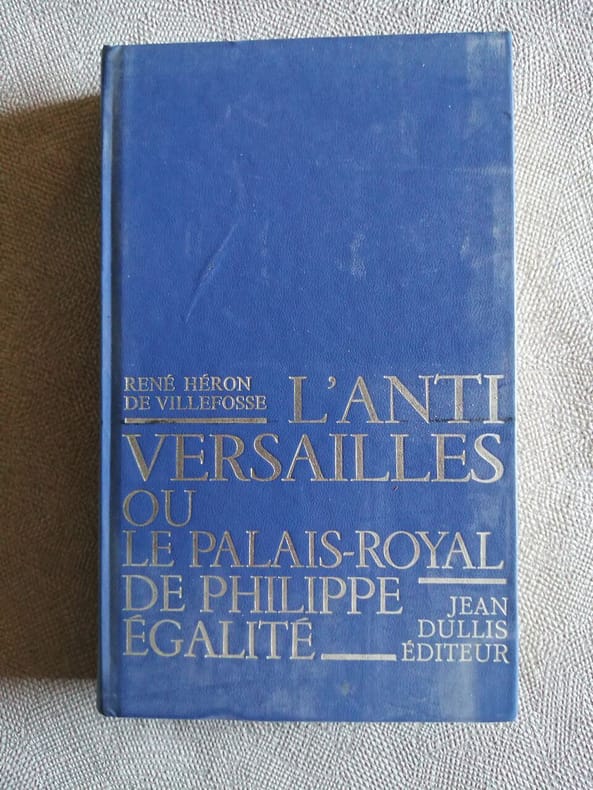 RENÉ HÉRON
DE VILLEFOSSE
L'ANTI
VERSAILLES
OU
LE PALAIS-ROYAL
DE PHILIPPE
ÉGALITÉ
JEAN
DULLIS
ÉDITEUR